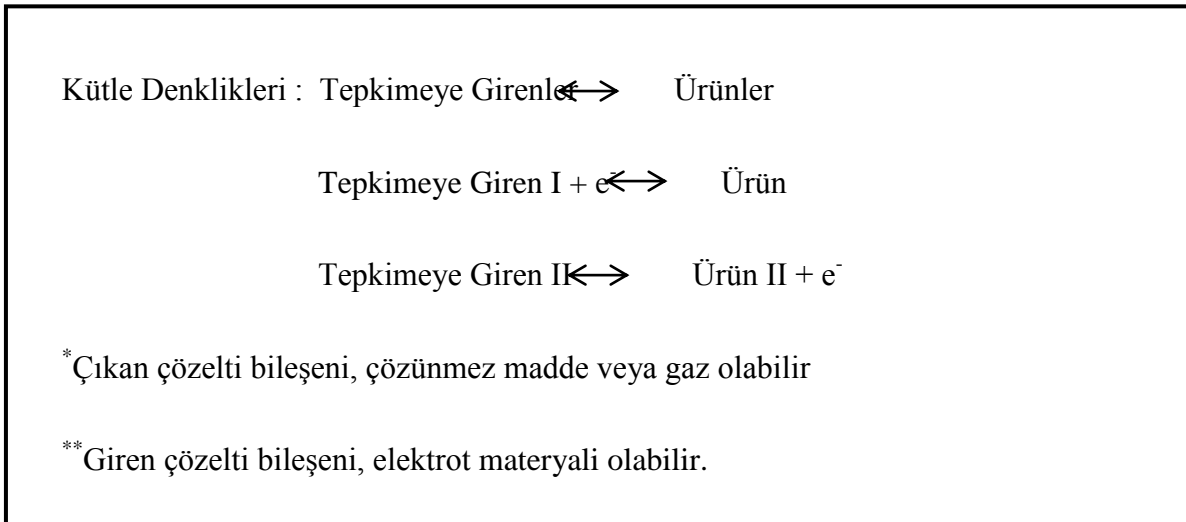 Kütle Denklikleri : Tepkimeye Girenler ↔ Ürünler
Tepkimeye Giren I + e⁻ ↔ Ürün
Tepkimeye Giren II ↔ Ürün II + e⁻
*Çıkan çözelti bileşeni, çözünmez madde veya gaz olabilir
**Giren çözelti bileşeni, elektrot materyali olabilir.